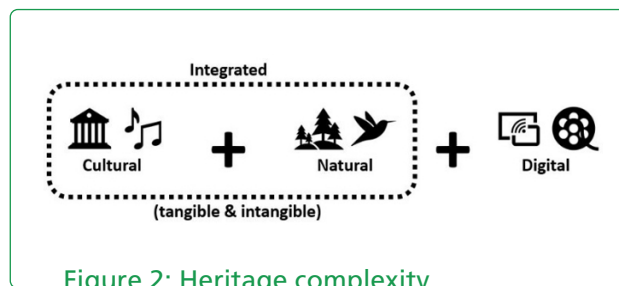 Integrated
Cultural
Natural
Digital
(tangible & intangible)
Figure 2: Heritage complexity